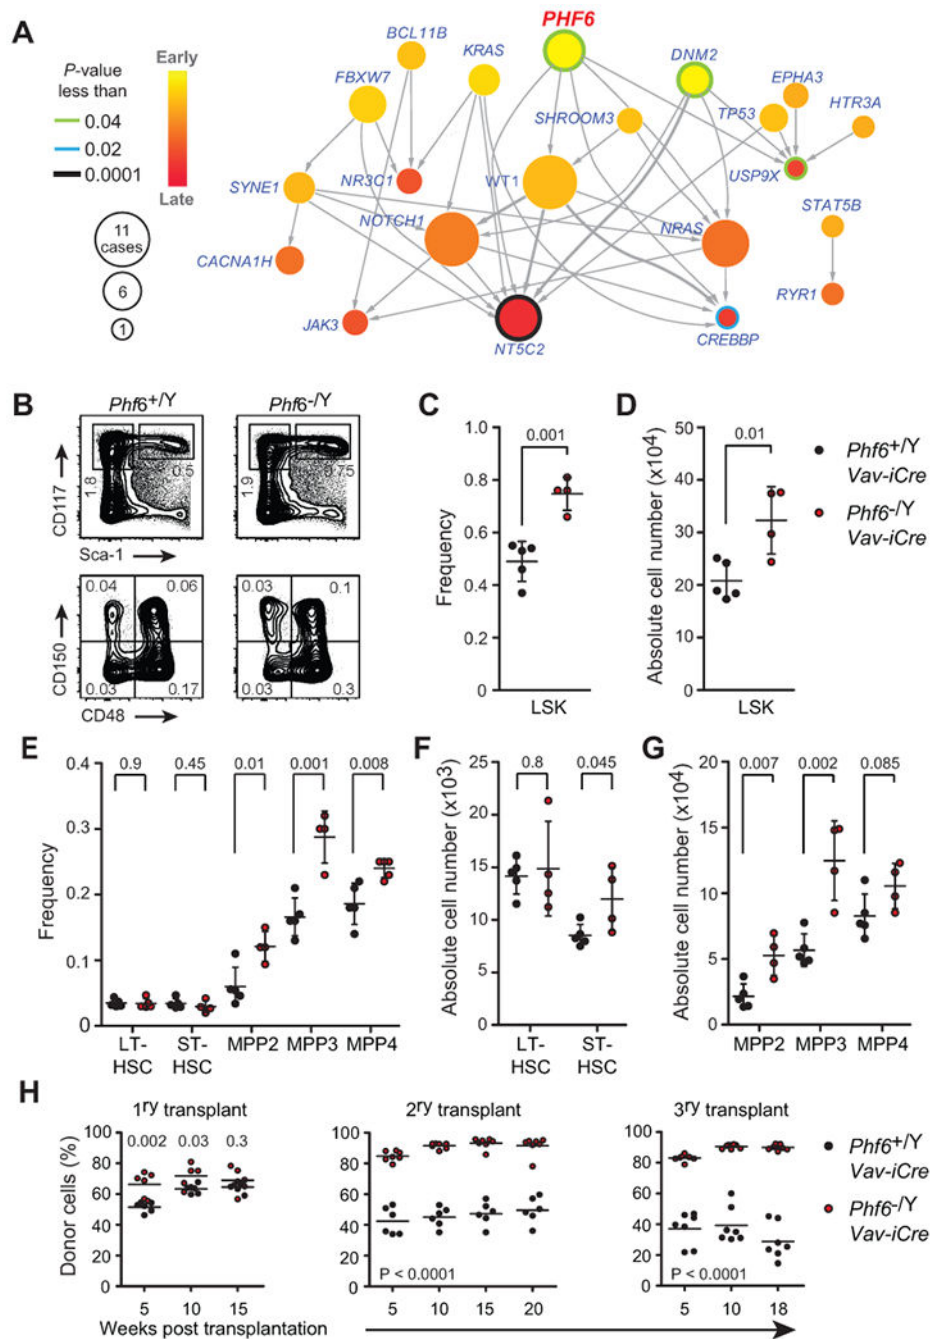 A
P-value
less than
0.04
0.02
0.0001
Early
Late
11
cases
6
1
PHF6
BCL11B
KRAS
DNM2
FBXW7
EPHA3
SHROOM3
TP53
HTR3A
SYNE1
NR3C1
WT1
USP9X
NOTCH1
NRAS
STAT5B
CACNA1H
RYR1
JAK3
NT5C2
CREBBP
B
Phf6+/Y
Phf6-/Y
CD117
1.8
0.5
1.9
0.75
Sca-1
CD150
0.04
0.06
0.03
0.17
0.03
0.1
0.03
0.3
CD48
C
0.001
Frequency
1.0
0.8
0.6
0.4
0.2
0
LSK
D
0.01
Absolute cell number (x10⁴)
50
40
30
20
10
0
LSK
Phf6+/Y
Vav-iCre
Phf6-/Y
Vav-iCre
E
0.9
0.45
0.01
0.001
0.008
Frequency
0.4
0.3
0.2
0.1
0
LT-
HSC
ST-
HSC
MPP2
MPP3
MPP4
F
0.8
0.045
Absolute cell number (x10³)
25
20
15
10
5
0
LT-
HSC
ST-
HSC
G
0.007
0.002
0.085
Absolute cell number (x10⁴)
20
15
10
5
0
MPP2
MPP3
MPP4
H
1ry transplant
Donor cells (%)
100
80
60
40
20
0
0.002 0.03 0.3
5 10 15
Weeks post transplantation
2ry transplant
100
80
60
40
20
0
P < 0.0001
5 10 15 20
3ry transplant
100
80
60
40
20
0
P < 0.0001
5 10 18
Phf6+/Y
Vav-iCre
Phf6-/Y
Vav-iCre